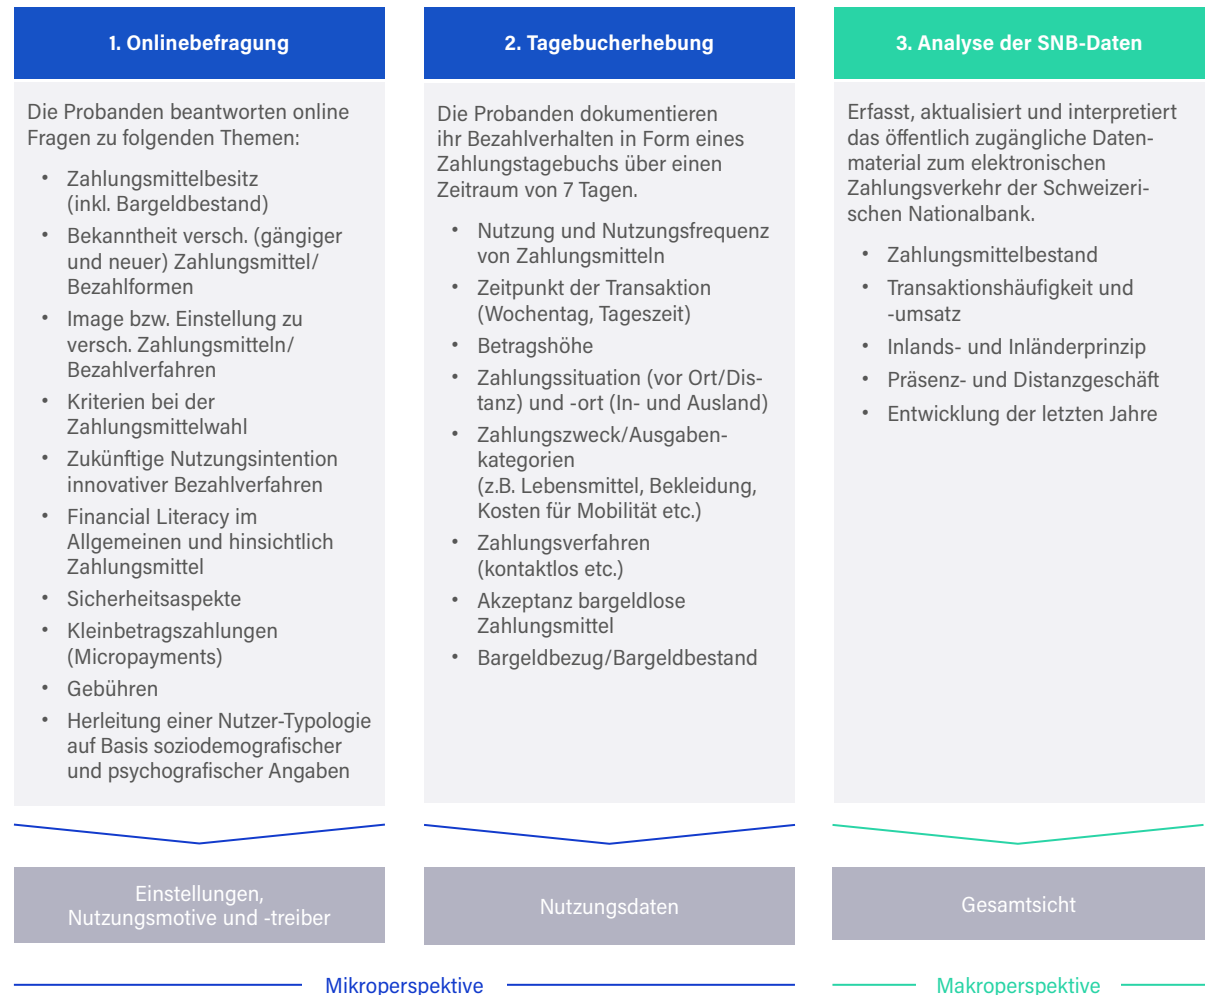 1. Onlinebefragung
Die Probanden beantworten online
Fragen zu folgenden Themen:
• Zahlungsmittelbesitz
(inkl. Bargeldbestand)
• Bekanntheit versch. (gängiger
und neuer) Zahlungsmittel/
Bezahlformen
• Image bzw. Einstellung zu
versch. Zahlungsmitteln/
Bezahlverfahren
• Kriterien bei der
Zahlungsmittelwahl
• Zukünftige Nutzungsintention
innovativer Bezahlverfahren
• Financial Literacy im
Allgemeinen und hinsichtlich
Zahlungsmittel
• Sicherheitsaspekte
• Kleinbetragszahlungen
(Micropayments)
• Gebühren
• Herleitung einer Nutzer-Typologie
auf Basis soziodemografischer
und psychografischer Angaben
Einstellungen,
Nutzungsmotive und -treiber
2. Tagebucherhebung
Die Probanden dokumentieren
ihr Bezahlverhalten in Form eines
Zahlungstagebuchs über einen
Zeitraum von 7 Tagen.
• Nutzung und Nutzungsfrequenz
von Zahlungsmitteln
• Zeitpunkt der Transaktion
(Wochentag, Tageszeit)
• Betragshöhe
• Zahlungssituation (vor Ort/Dis-
tanz) und -ort (In- und Ausland)
• Zahlungszweck/Ausgaben-
kategorien
(z.B. Lebensmittel, Bekleidung,
Kosten für Mobilität etc.)
• Zahlungsverfahren
(kontaktlos etc.)
• Akzeptanz bargeldlose
Zahlungsmittel
• Bargeldbezug/Bargeldbestand
Nutzungsdaten
Mikroperspektive
3. Analyse der SNB-Daten
Erfasst, aktualisiert und interpretiert
das öffentlich zugängliche Daten-
material zum elektronischen
Zahlungsverkehr der Schweizeri-
schen Nationalbank.
• Zahlungsmittelbestand
• Transaktionshäufigkeit und
-umsatz
• Inlands- und Inländerprinzip
• Präsenz- und Distanzgeschäft
• Entwicklung der letzten Jahre
Gesamtsicht
Makroperspektive